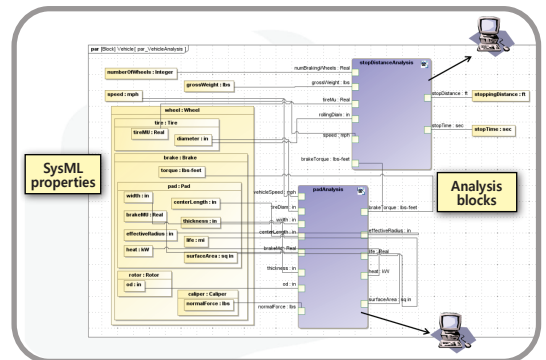 par [Block] Vehicle [ par_VehicleAnalysis ]
stopDistanceAnalysis
numBrakingWheels : Real
numberOfWheels : Integer
grossWeight : lbs
grossWeight : lbs
speed : mph
tireMu : Real
stopDistance : ft
stoppingDistance : ft
wheel : Wheel
rollingDiam : in
tire : Tire
tireMU : Real
diameter : in
speed : mph
stopTime : sec
stopTime : sec
brake : Brake
brakeTorque : lbs-feet
torque : lbs-feet
SysML
properties
Analysis
blocks
pad : Pad
width : in
centerLength : in
brakeMU : Real
thickness : in
effectiveRadius : in
life : mi
heat : kW
surfaceArea : sq in
rotor : Rotor
od : in
caliper : Caliper
normalForce : lbs
padAnalysis
vehicleSpeed : mph
tireDiam : in
brakeTorque : lbs-feet
width : in
centerLength : in
effectiveRadius : in
brakeMu : Real
life : Real
thickness : in
heat : kW
od : in
surfaceArea : sq in
normalForce : lbs